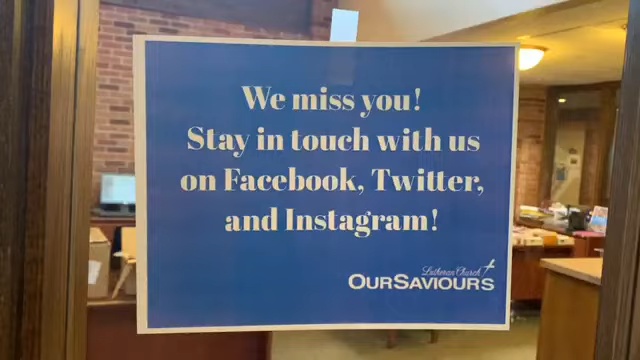 We miss you!
Stay in touch with us
on Facebook, Twitter,
and Instagram!
Lutheran Church
OURSAVIOURS